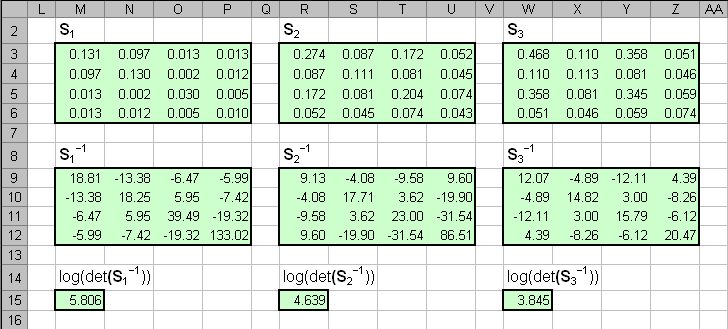 L M N O P Q R S T U V W X Y Z AA
2 S₁ S₂ S₃
3 0.131 0.097 0.013 0.013 0.274 0.087 0.172 0.052 0.468 0.110 0.358 0.051
4 0.097 0.130 0.002 0.012 0.087 0.111 0.081 0.045 0.110 0.113 0.081 0.046
5 0.013 0.002 0.030 0.005 0.172 0.081 0.204 0.074 0.358 0.081 0.345 0.059
6 0.013 0.012 0.005 0.010 0.052 0.045 0.074 0.043 0.051 0.046 0.059 0.074
7
8 S₁⁻¹ S₂⁻¹ S₃⁻¹
9 18.81 -13.38 -6.47 -5.99 9.13 -4.08 -9.58 9.60 12.07 -4.89 -12.11 4.39
10 -13.38 18.25 5.95 -7.42 -4.08 17.71 3.62 -19.90 -4.89 14.82 3.00 -8.26
11 -6.47 5.95 39.49 -19.32 -9.58 3.62 23.00 -31.54 -12.11 3.00 15.79 -6.12
12 -5.99 -7.42 -19.32 133.02 9.60 -19.90 -31.54 86.51 4.39 -8.26 -6.12 20.47
13
14 log(det(S₁⁻¹)) log(det(S₂⁻¹)) log(det(S₃⁻¹))
15 5.806 4.639 3.845
16